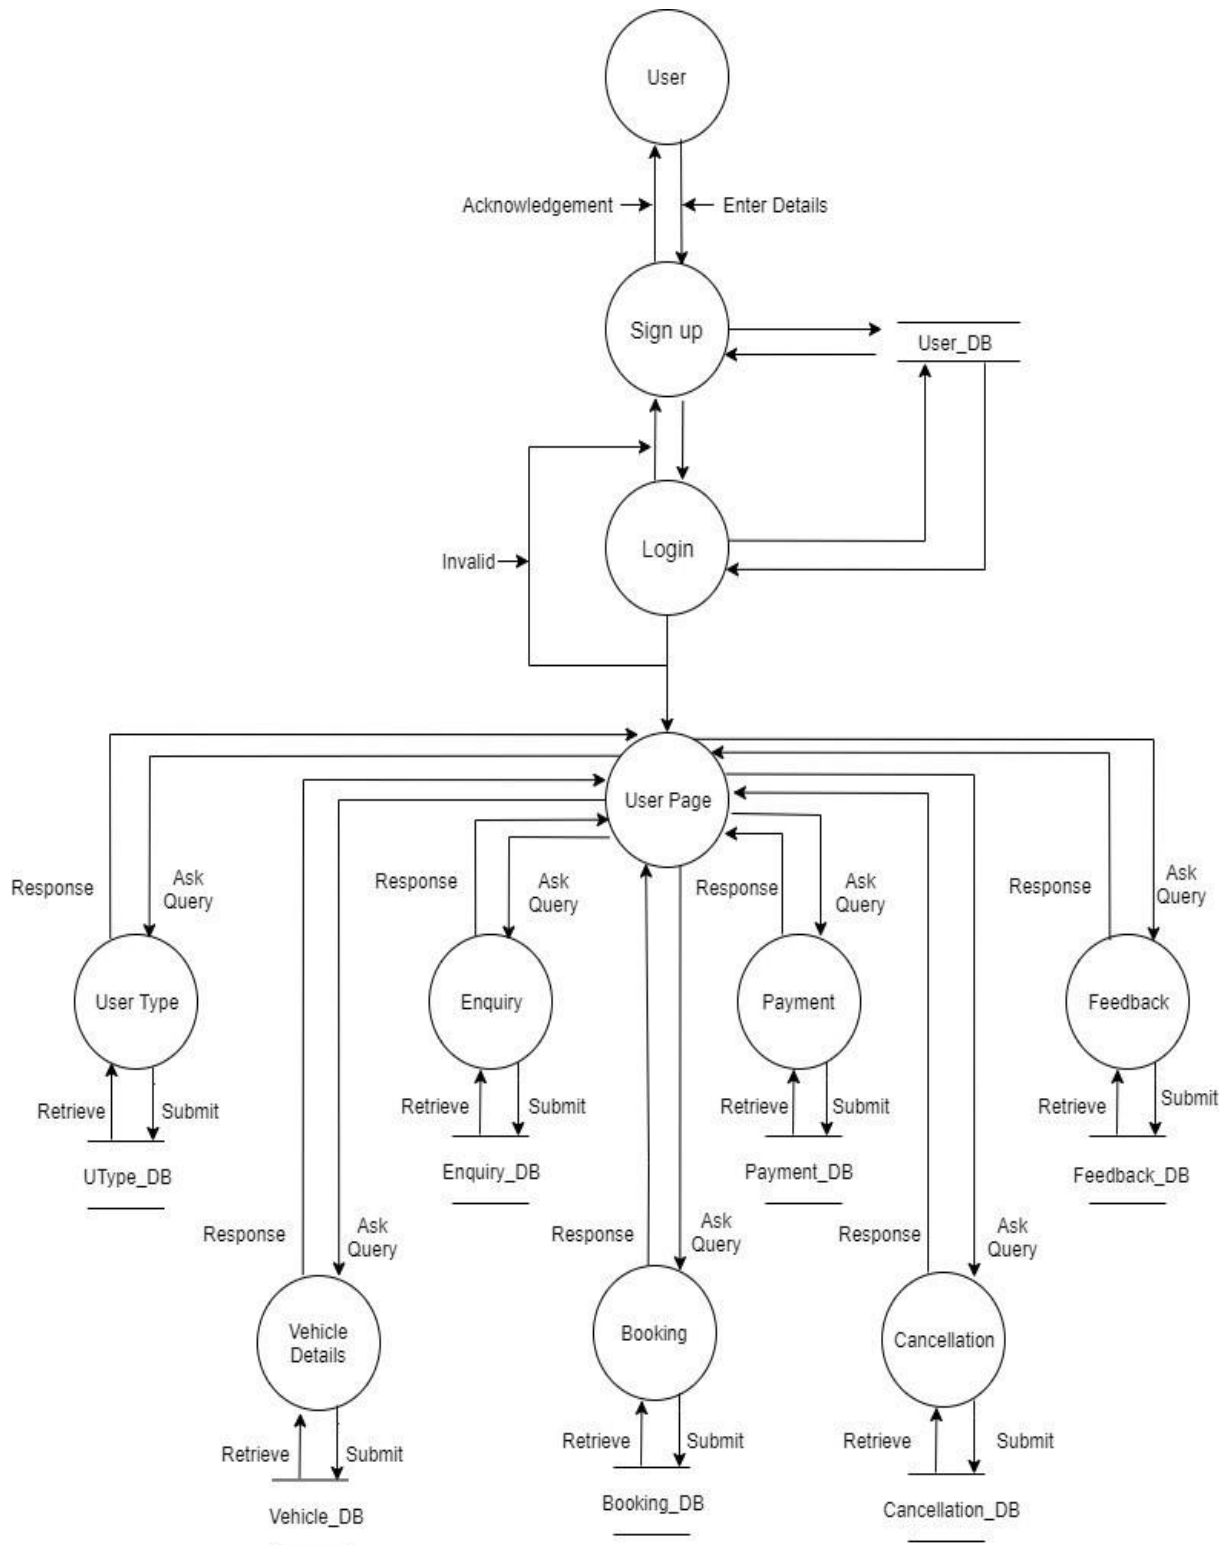 User
Acknowledgement
Enter Details
Sign up
User_DB
Login
Invalid
User Page
Response
Ask
Query
Response
Ask
Query
Response
Ask
Query
Response
Ask
Query
User Type
Enquiry
Payment
Feedback
Retrieve
Submit
Retrieve
Submit
Retrieve
Submit
Retrieve
Submit
UType_DB
Enquiry_DB
Payment_DB
Feedback_DB
Response
Ask
Query
Response
Ask
Query
Response
Ask
Query
Vehicle
Details
Booking
Cancellation
Retrieve
Submit
Retrieve
Submit
Retrieve
Submit
Vehicle_DB
Booking_DB
Cancellation_DB